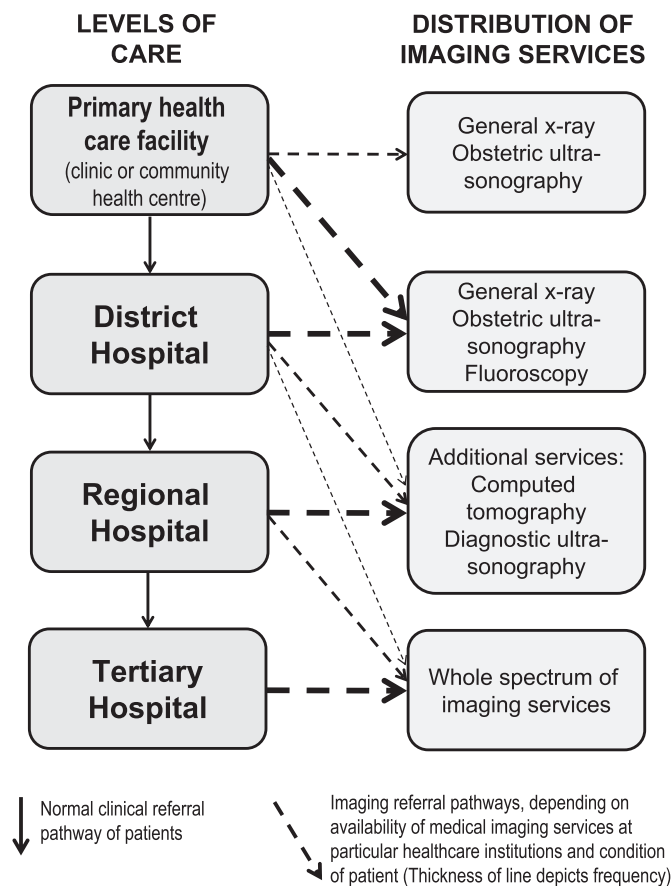 LEVELS OF
CARE
DISTRIBUTION OF
IMAGING SERVICES
Primary health
care facility
(clinic or community
health centre)
General x-ray
Obstetric ultra-
sonography
District
Hospital
General x-ray
Obstetric ultra-
sonography
Fluoroscopy
Regional
Hospital
Additional services:
Computed
tomography
Diagnostic ultra-
sonography
Tertiary
Hospital
Whole spectrum of
imaging services
Normal clinical referral
pathway of patients
Imaging referral pathways, depending on
availability of medical imaging services at
particular healthcare institutions and condition
of patient (Thickness of line depicts frequency)